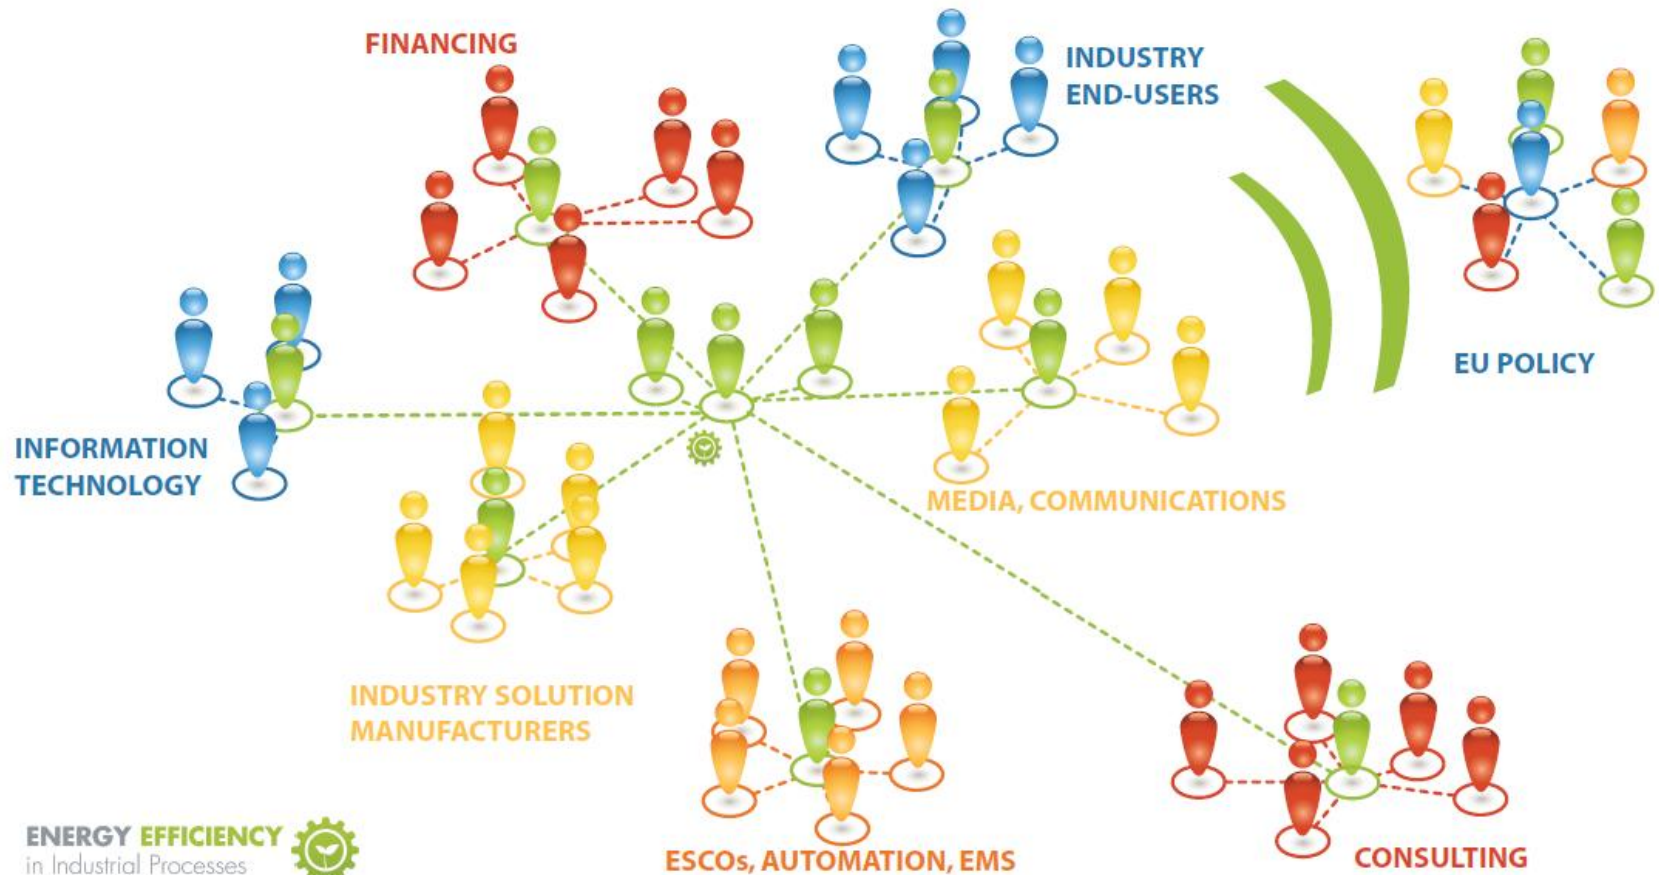 FINANCING
INDUSTRY
END-USERS
EU POLICY
INFORMATION
TECHNOLOGY
MEDIA, COMMUNICATIONS
INDUSTRY SOLUTION
MANUFACTURERS
ESCOs, AUTOMATION, EMS
CONSULTING
ENERGY EFFICIENCY
in Industrial Processes